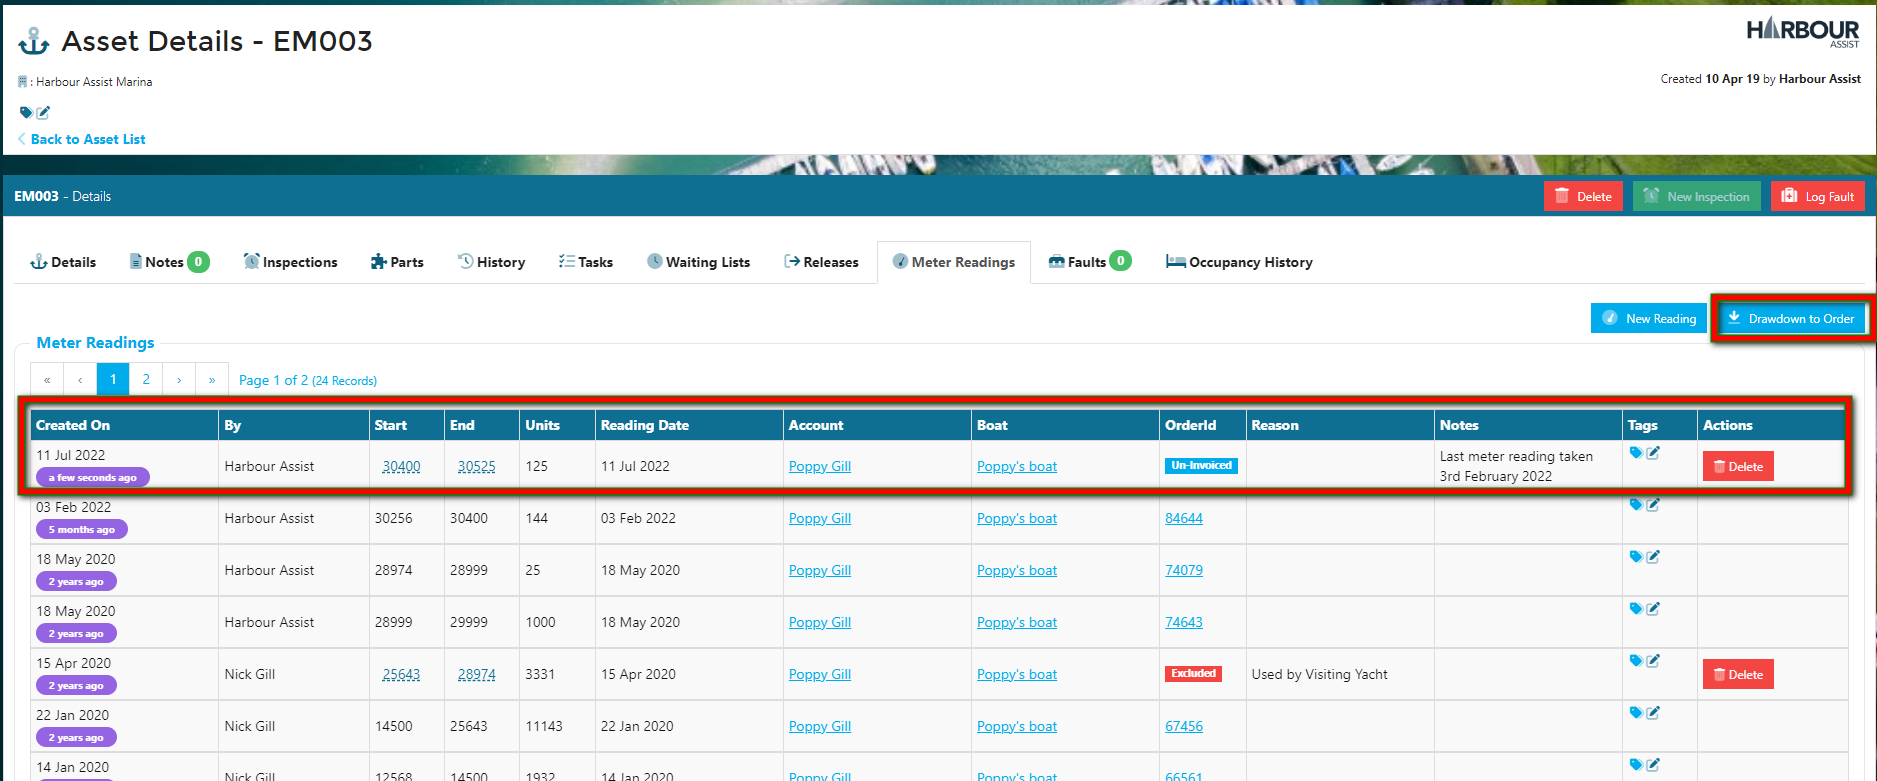 Asset Details - EM003
HARBOUR
ASSIST
: Harbour Assist Marina
Created 10 Apr 19 by Harbour Assist
Back to Asset List
EM003 - Details
Delete
New Inspection
Log Fault
Details
Notes 0
Inspections
Parts
History
Tasks
Waiting Lists
Releases
Meter Readings
Faults 0
Occupancy History
New Reading
Drawdown to Order
Meter Readings
« ‹ 1 2 › » Page 1 of 2 (24 Records)
Created On By Start End Units Reading Date Account Boat OrderId Reason Notes Tags Actions
11 Jul 2022 Harbour Assist 30400 30525 125 11 Jul 2022 Poppy Gill Poppy's boat Un-Invoiced Last meter reading taken Delete
a few seconds ago 3rd February 2022
03 Feb 2022 Harbour Assist 30256 30400 144 03 Feb 2022 Poppy Gill Poppy's boat 84644
5 months ago
18 May 2020 Harbour Assist 28974 28999 25 18 May 2020 Poppy Gill Poppy's boat 74079
2 years ago
18 May 2020 Harbour Assist 28999 29999 1000 18 May 2020 Poppy Gill Poppy's boat 74643
2 years ago
15 Apr 2020 Nick Gill 25643 28974 3331 15 Apr 2020 Poppy Gill Poppy's boat Excluded Used by Visiting Yacht Delete
2 years ago
22 Jan 2020 Nick Gill 14500 25643 11143 22 Jan 2020 Poppy Gill Poppy's boat 67456
2 years ago
14 Jan 2020 Nick Gill 12568 14500 1932 14 Jan 2020 Poppy Gill Poppy's boat 66561